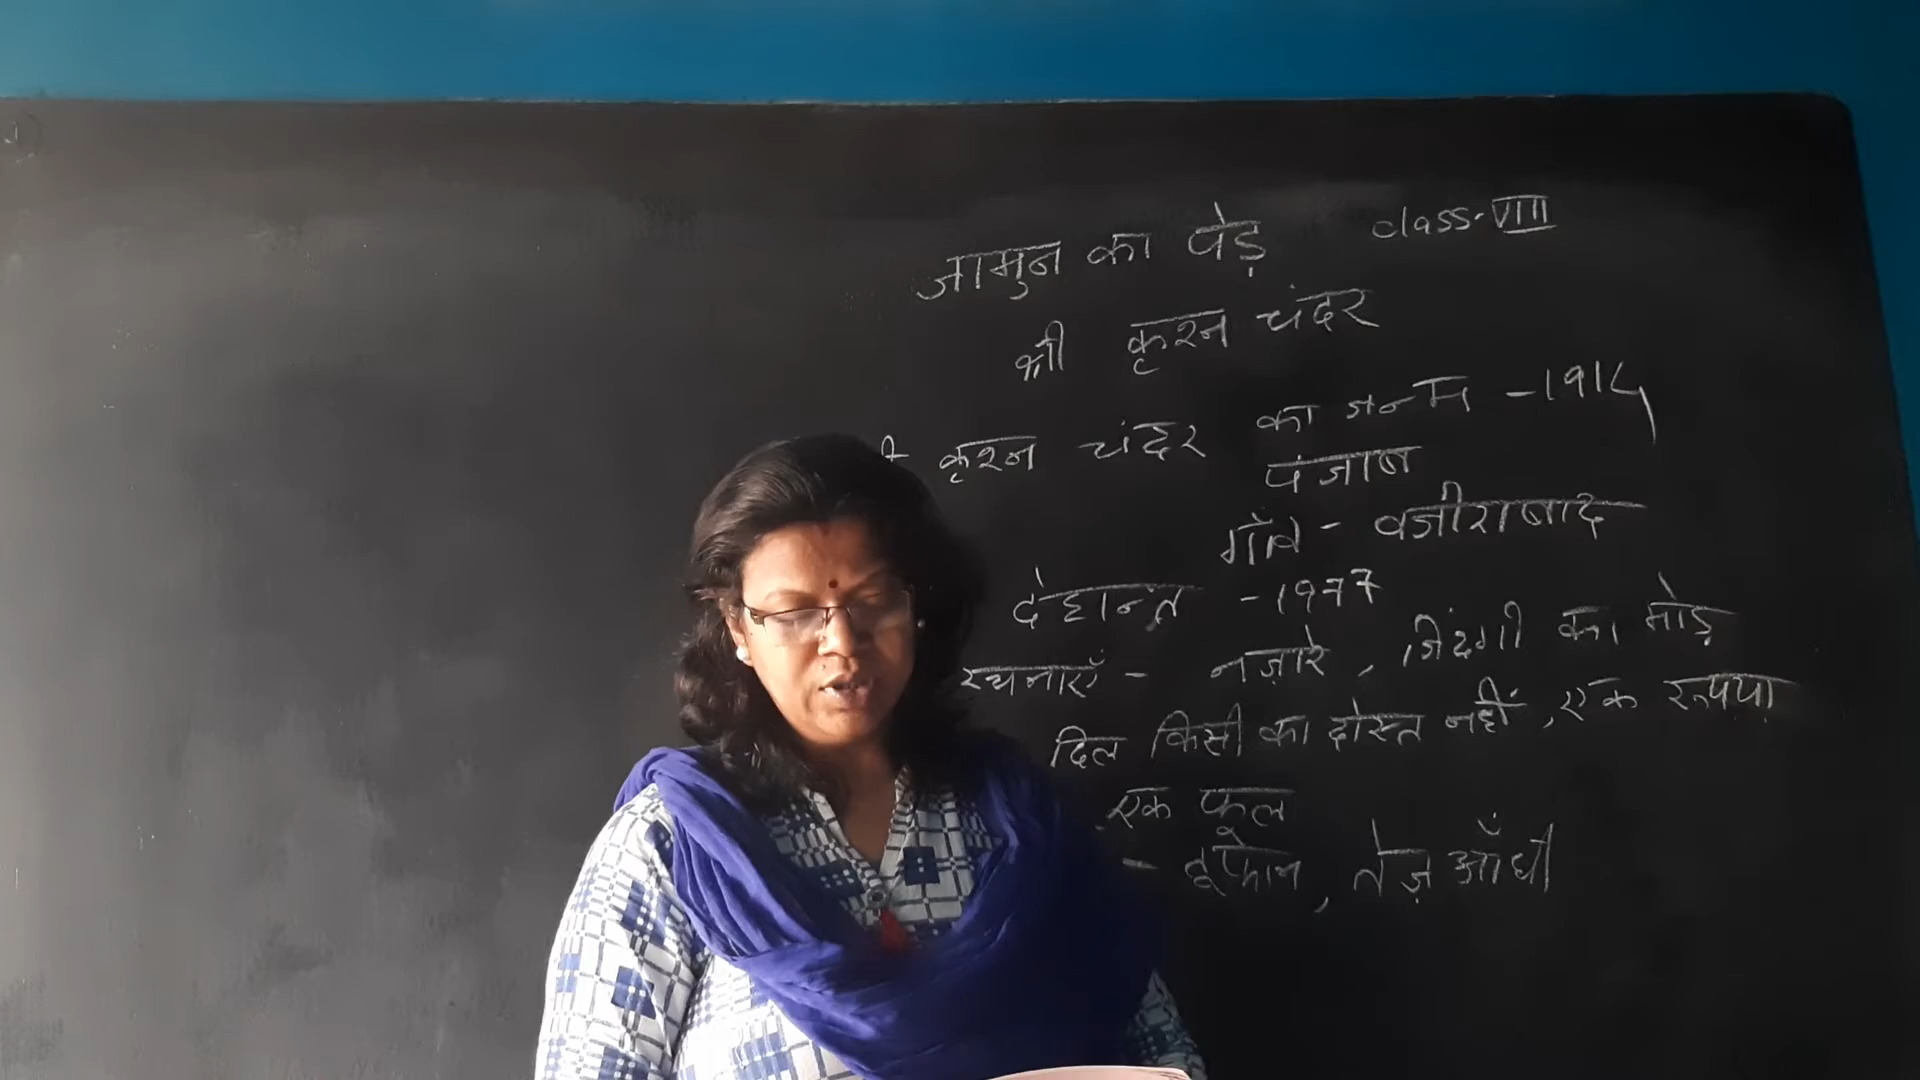 जामुन का पेड़ class-VIII
श्री कृश्न चंदर
कृश्न चंदर का जन्म -1914
पंजाब
गाँव - वजीराबाद
देहान्त -1977
रचनाएँ - नज़ारे, जिंदगी का मोड़
दिल किसी का दोस्त नहीं, एक रूपया
एक फूल
- तूफान, तेज़ आँधी